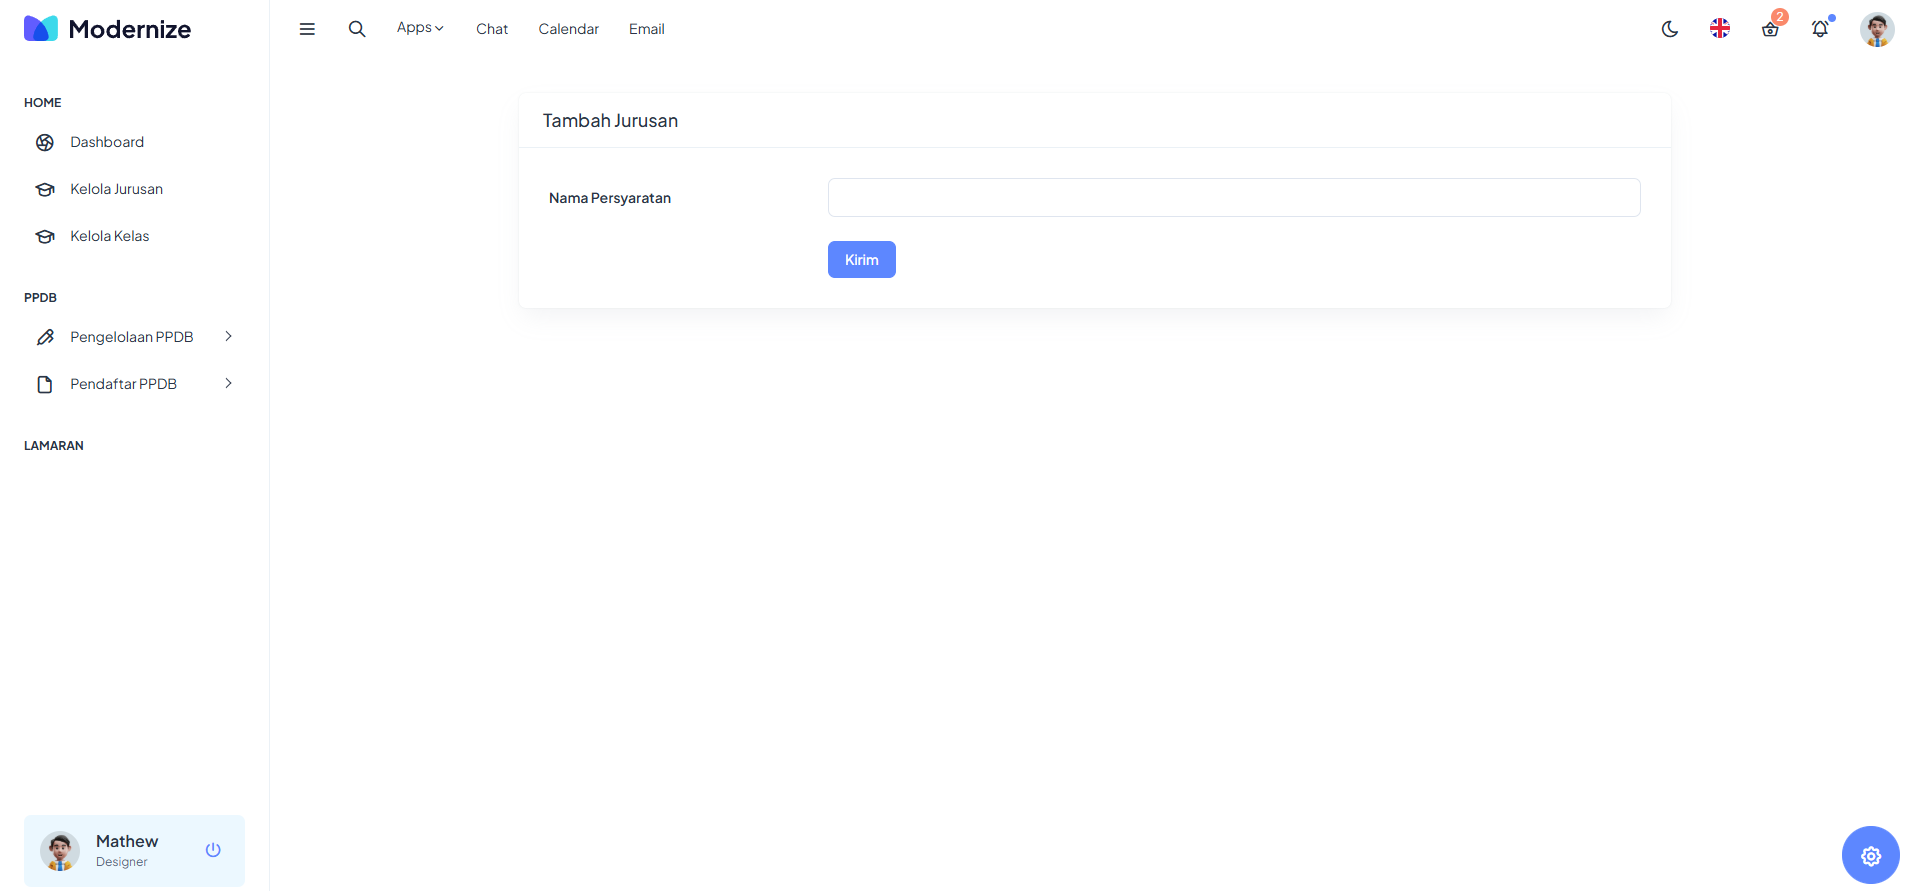 Modernize
Apps
Chat
Calendar
Email
2
HOME
Dashboard
Kelola Jurusan
Kelola Kelas
PPDB
Pengelolaan PPDB
Pendaftar PPDB
LAMARAN
Tambah Jurusan
Nama Persyaratan
Kirim
Mathew
Designer